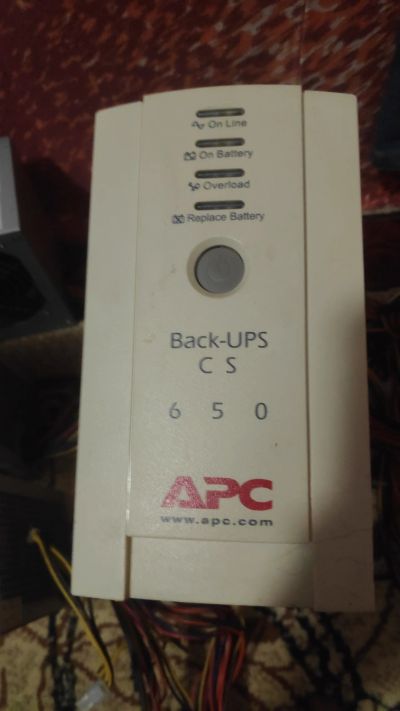 On Line
On Battery
Overload
Replace Battery
Back-UPS
C S
6 5 0
APC
www.apc.com